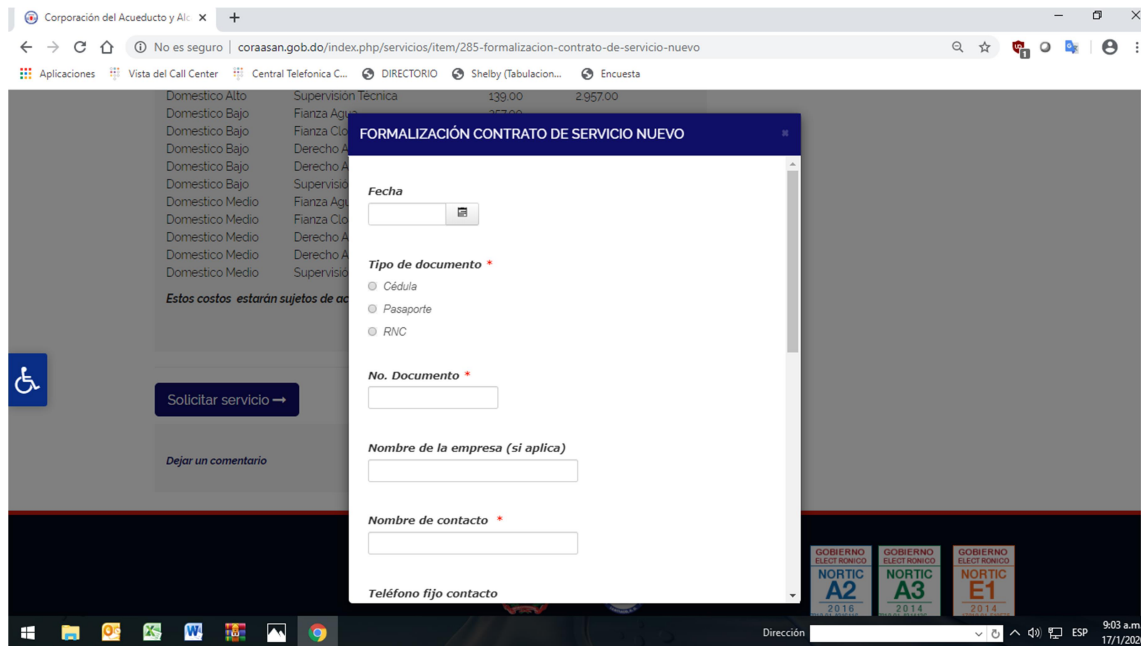 Corporación del Acueducto y Alc
No es seguro | coraasan.gob.do/index.php/servicios/item/285-formalizacion-contrato-de-servicio-nuevo
Aplicaciones Vista del Call Center Central Telefonica C... DIRECTORIO Shelby (Tabulacion... Encuesta
Domestico Alto Supervisión Técnica 139.00 2.957.00
Domestico Bajo Fianza Agua
Domestico Bajo Fianza Clo
Domestico Bajo Derecho A
Domestico Bajo Derecho A
Domestico Bajo Supervisió
Domestico Medio Fianza Agu
Domestico Medio Fianza Clo
Domestico Medio Derecho A
Domestico Medio Derecho A
Domestico Medio Supervisió
Estos costos estarán sujetos de ac
Solicitar servicio
Dejar un comentario
FORMALIZACIÓN CONTRATO DE SERVICIO NUEVO
Fecha
Tipo de documento *
Cédula
Pasaporte
RNC
No. Documento *
Nombre de la empresa (si aplica)
Nombre de contacto *
Teléfono fijo contacto
GOBIERNO ELECTRONICO
NORTIC
A2
2016
GOBIERNO ELECTRONICO
NORTIC
A3
2014
GOBIERNO ELECTRONICO
NORTIC
E1
2014
Dirección
ESP
9:03 a.m.
17/1/202